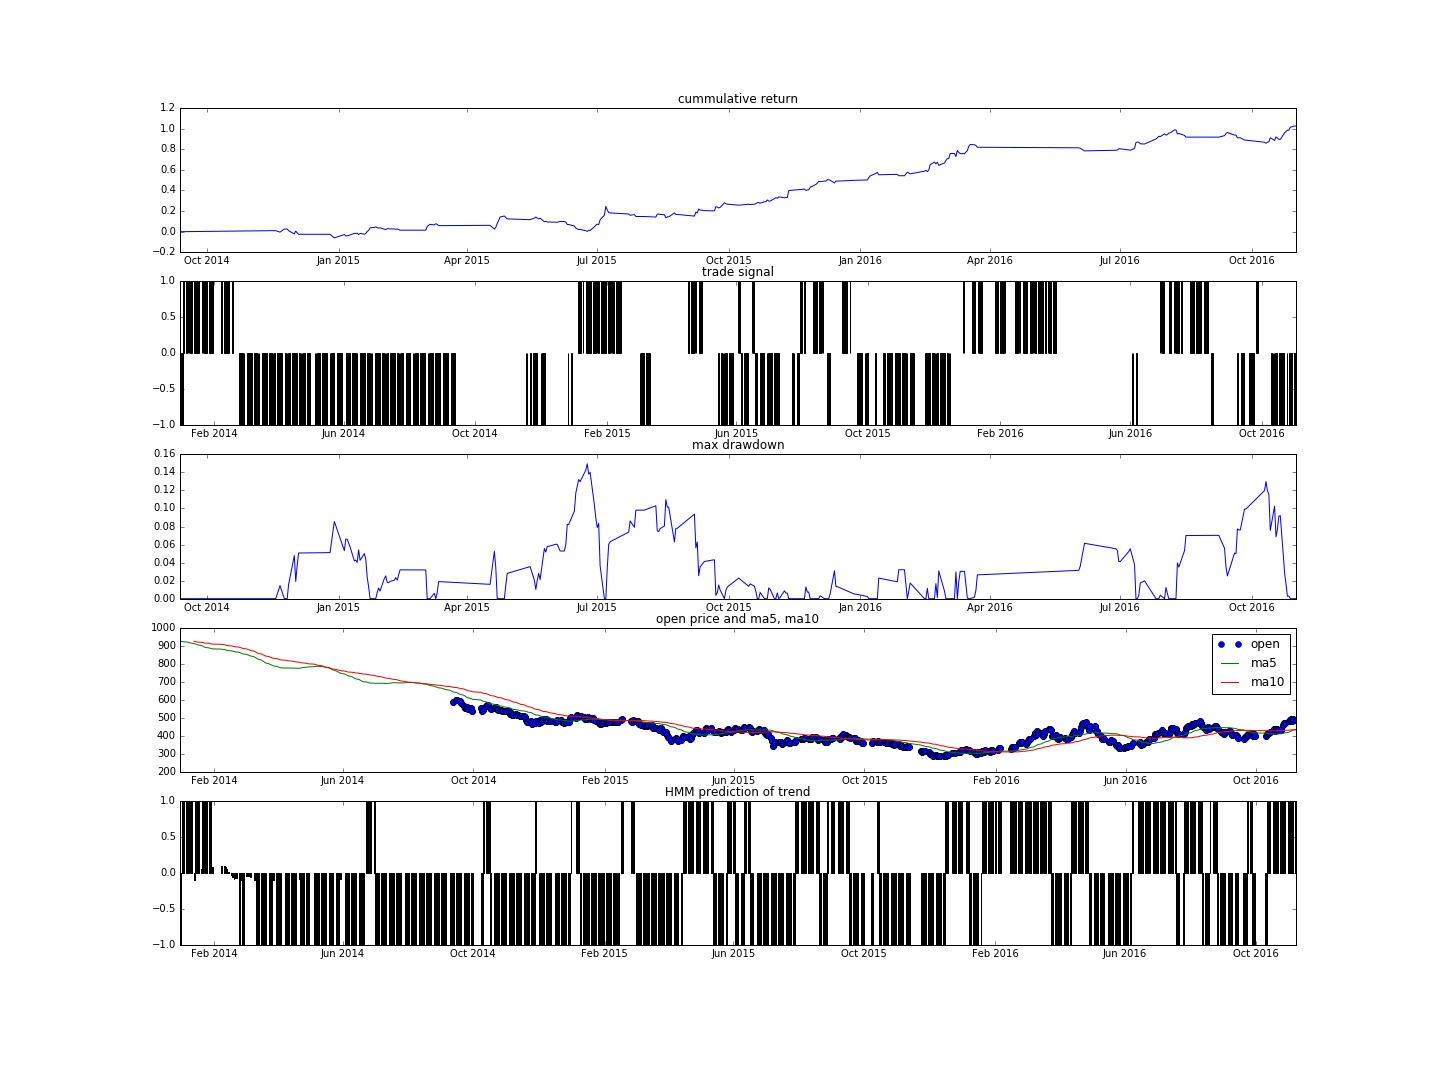 cummulative return
1.2
1.0
0.8
0.6
0.4
0.2
0.0
−0.2
Oct 2014 Jan 2015 Apr 2015 Jul 2015 Oct 2015 Jan 2016 Apr 2016 Jul 2016 Oct 2016
trade signal
1.0
0.5
0.0
−0.5
−1.0
Feb 2014 Jun 2014 Oct 2014 Feb 2015 Jun 2015 Oct 2015 Feb 2016 Jun 2016 Oct 2016
max drawdown
0.16
0.14
0.12
0.10
0.08
0.06
0.04
0.02
0.00
Oct 2014 Jan 2015 Apr 2015 Jul 2015 Oct 2015 Jan 2016 Apr 2016 Jul 2016 Oct 2016
open price and ma5, ma10
1000
900
800
700
600
500
400
300
200
open
ma5
ma10
Feb 2014 Jun 2014 Oct 2014 Feb 2015 Jun 2015 Oct 2015 Feb 2016 Jun 2016 Oct 2016
HMM prediction of trend
1.0
0.5
0.0
−0.5
−1.0
Feb 2014 Jun 2014 Oct 2014 Feb 2015 Jun 2015 Oct 2015 Feb 2016 Jun 2016 Oct 2016